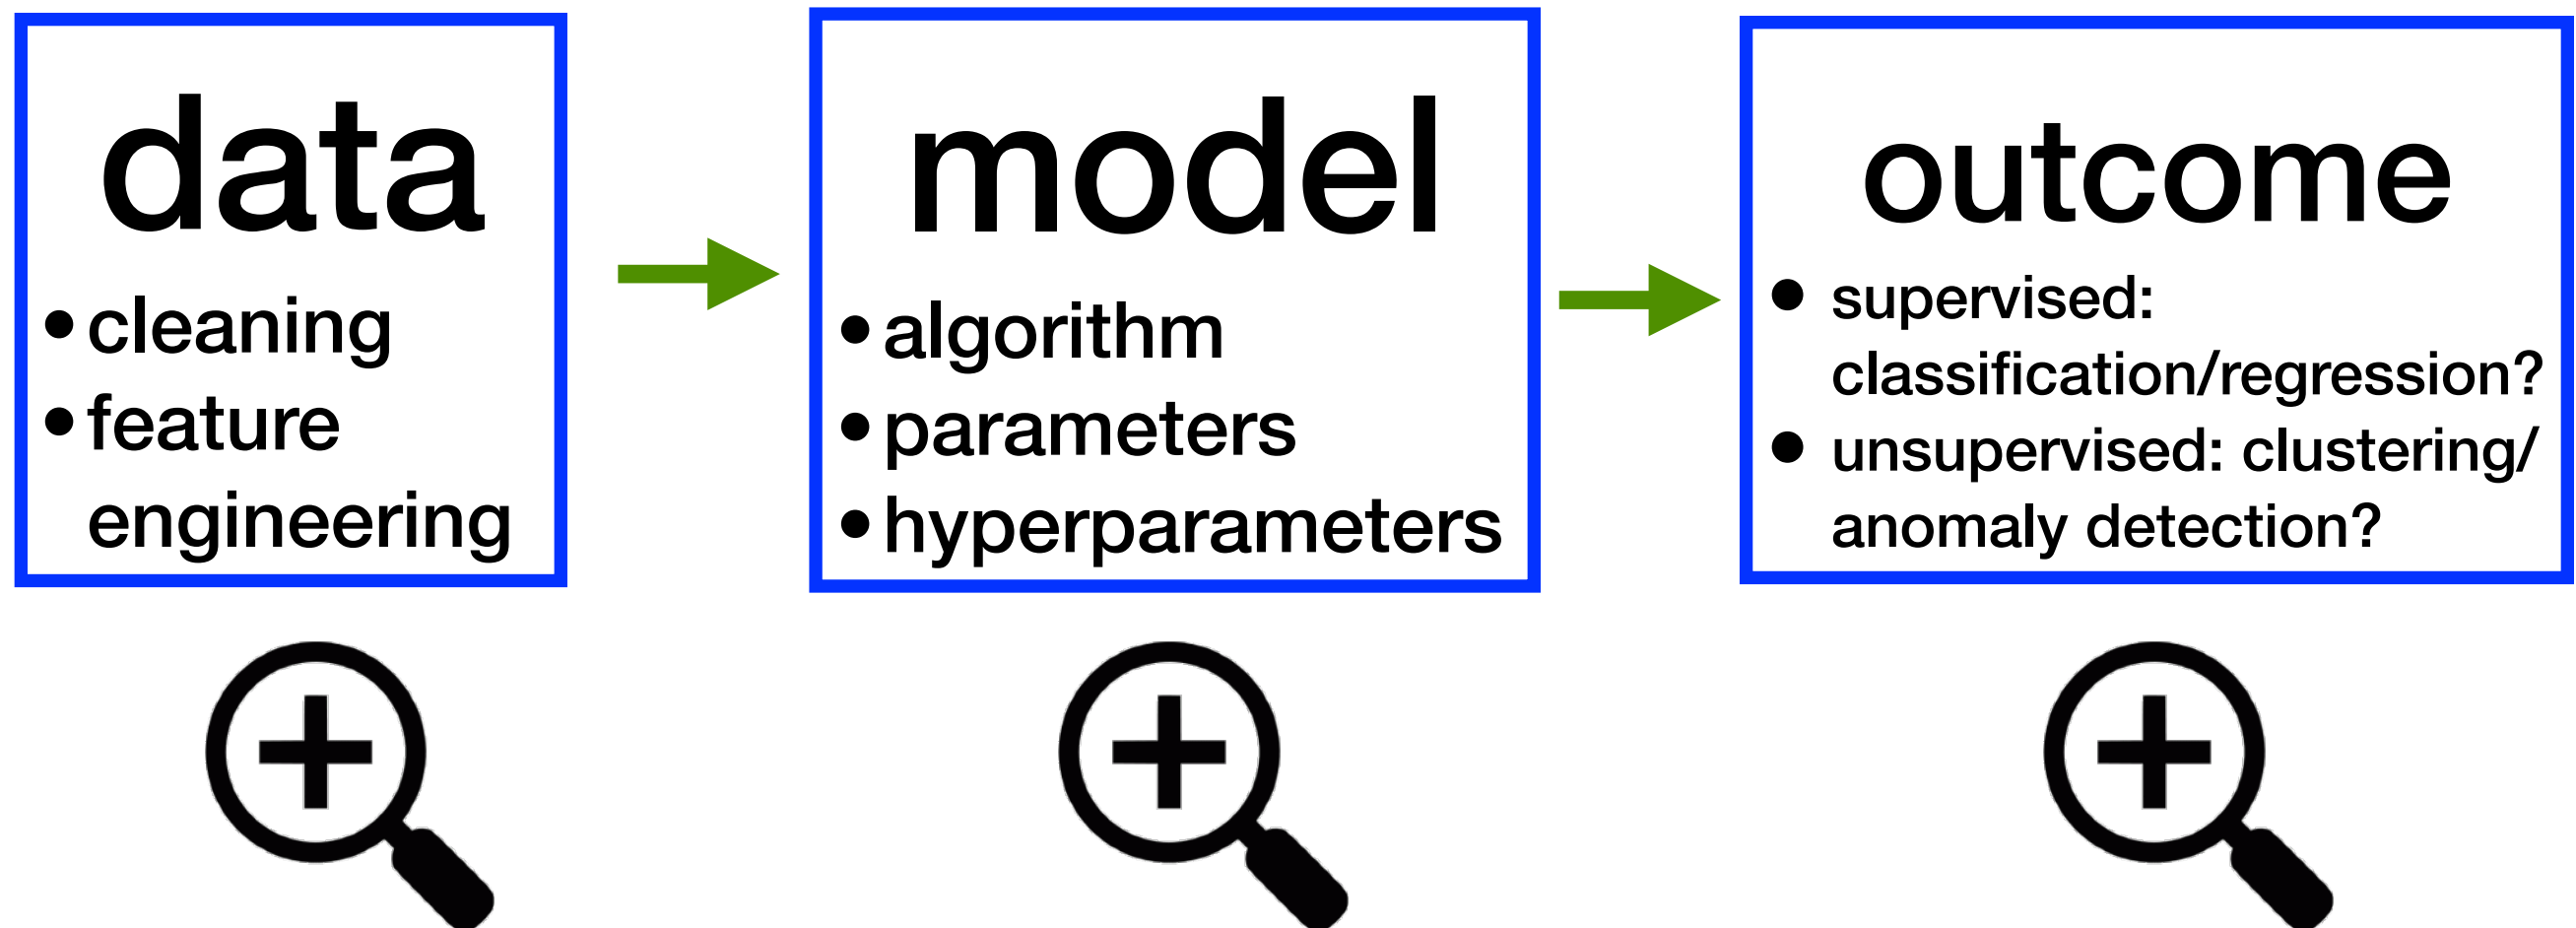 data
• cleaning
• feature
engineering
model
• algorithm
• parameters
• hyperparameters
outcome
• supervised:
classification/regression?
• unsupervised: clustering/
anomaly detection?